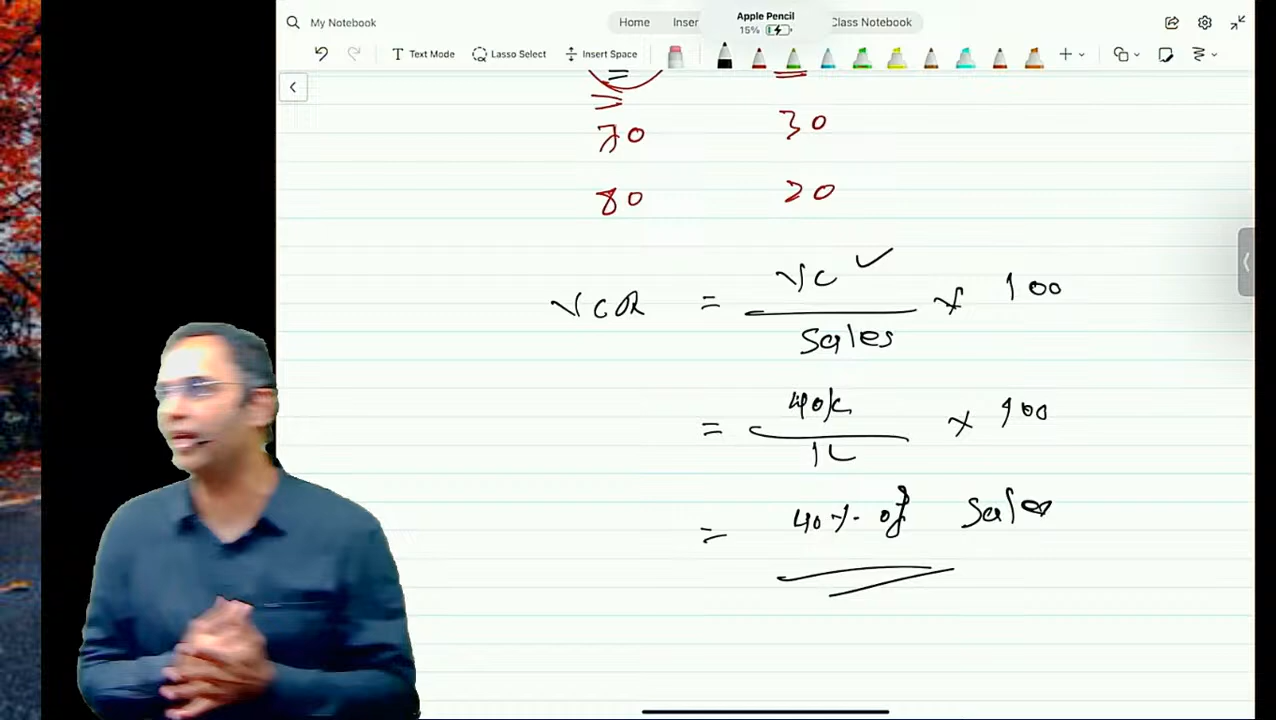 My Notebook
Home Inser Class Notebook
Apple Pencil
15%
Text Mode Lasso Select Insert Space
70 30
80 20
VCR = VC ✓ / Sales × 100
= 40k / 1L × 100
= 40% of Sales